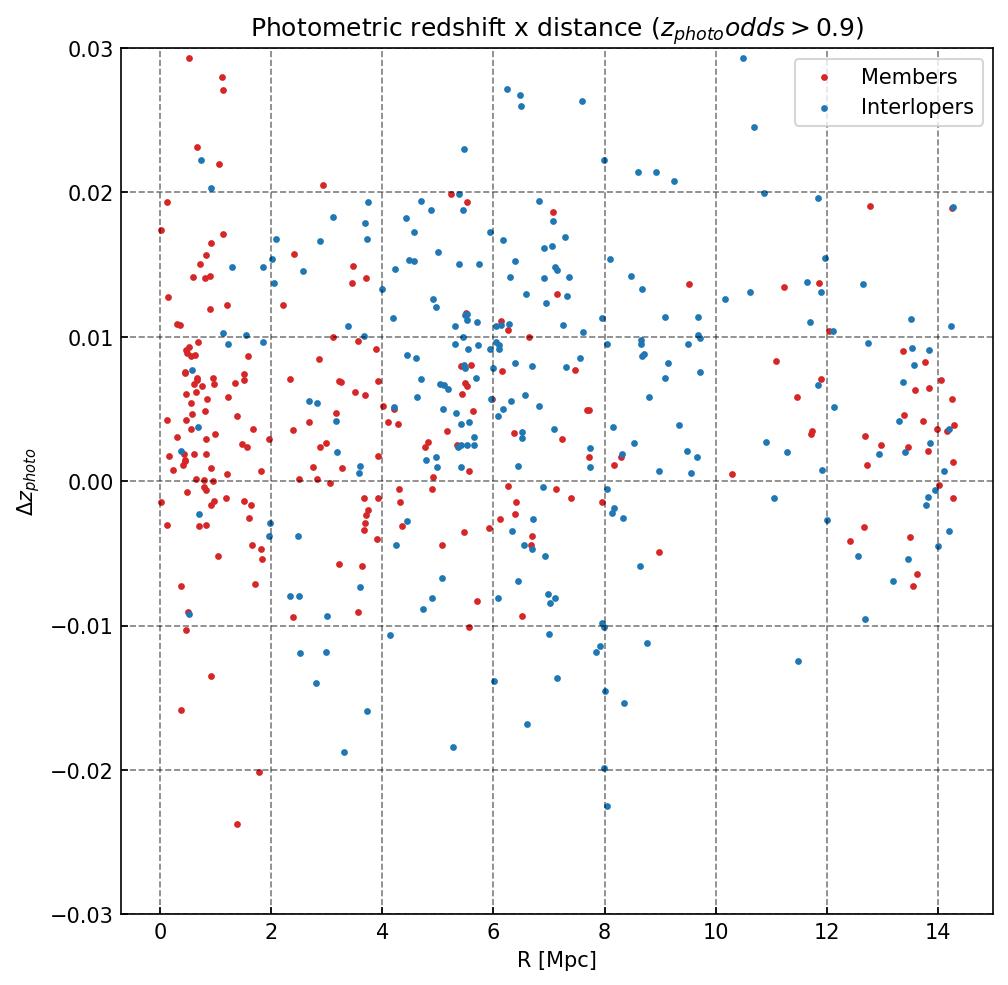 Photometric redshift x distance (z_photo odds > 0.9)
Members
Interlopers
0.03
0.02
0.01
0.00
−0.01
−0.02
−0.03
Δz_photo
0 2 4 6 8 10 12 14
R [Mpc]